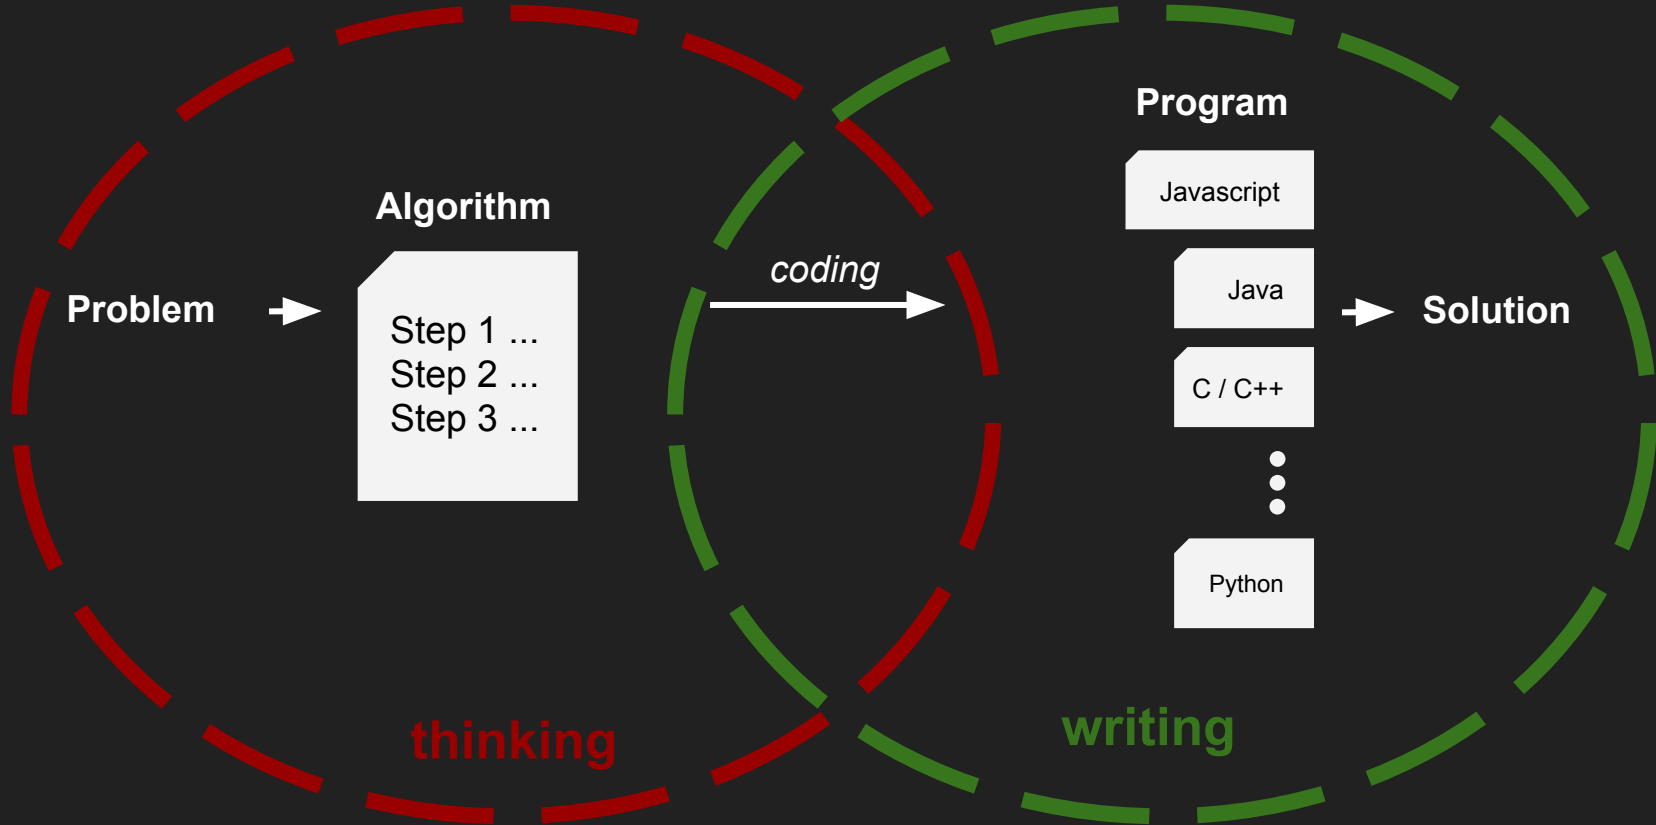 Problem
Algorithm
Step 1 ...
Step 2 ...
Step 3 ...
coding
Program
Javascript
Java
C / C++
Python
Solution
thinking
writing